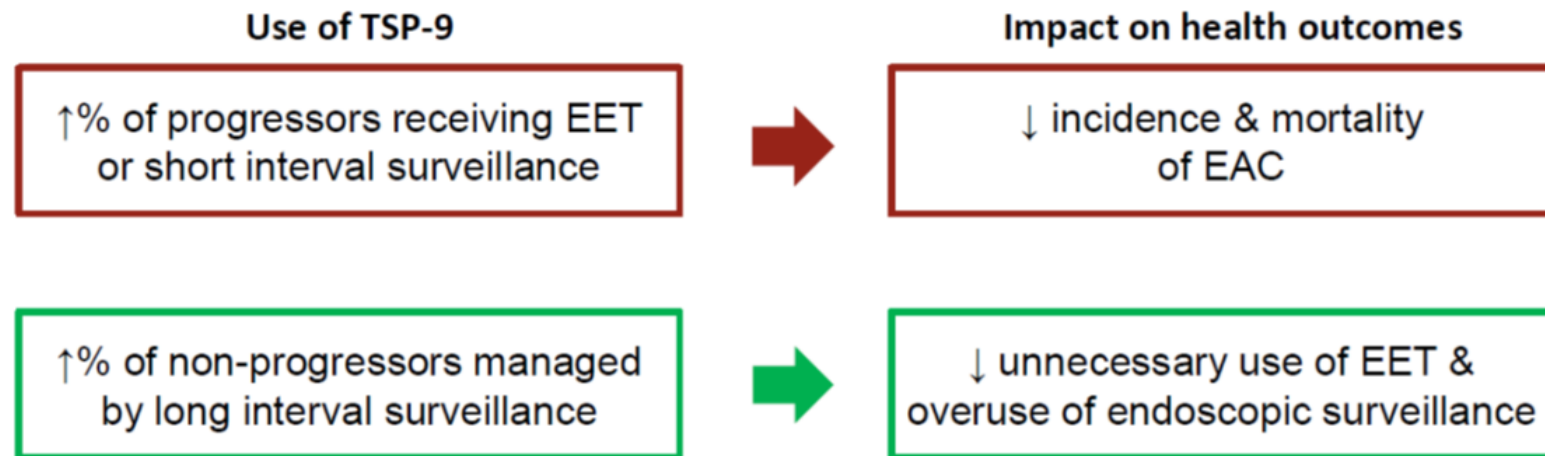 Use of TSP-9
Impact on health outcomes
↑% of progressors receiving EET
or short interval surveillance
↓ incidence & mortality
of EAC
↑% of non-progressors managed
by long interval surveillance
↓ unnecessary use of EET &
overuse of endoscopic surveillance